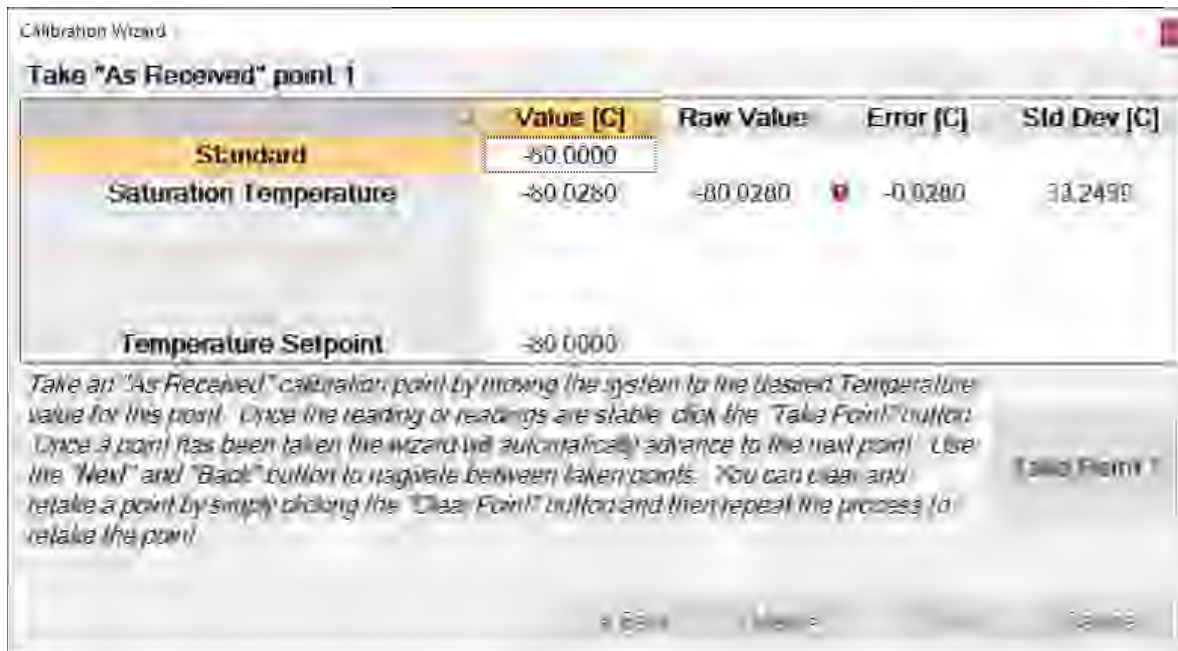 Calibration Wizard
Take "As Received" point 1
Value [C] Raw Value Error [C] Std Dev [C]
Standard -80.0000
Saturation Temperature -80.0280 -80.0280 -0.0280
Temperature Setpoint -80.0000
Take an "As Received" calibration point by moving the system to the desired Temperature
value for this point. Once the reading or readings are stable click the "Take Point" button.
Once a point has been taken the wizard will automatically advance to the next point. Use
the "Next" and "Back" button to nagivate between taken points. You can clear and
retake a point by simply clicking the "Clear Point" button and then repeat the process to
retake the point.
Take Point 1
< Back